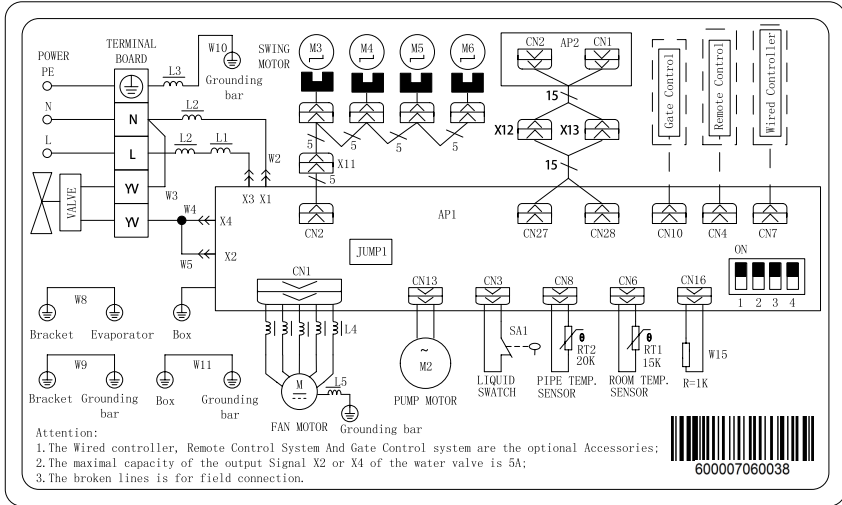 POWER
PE
N
L
TERMINAL
BOARD
N
L
YV
YV
VALVE
L3
W10
Grounding
bar
L2
L2
L1
W2
W3
W4
W5
X3 X1
X4
X2
SWING
MOTOR
M3
M4
M5
M6
5
5
5
5
X11
5
CN2
CN2
AP2
CN1
15
X12
X13
15
CN27
CN28
Gate Control
Remote Control
Wired Controller
CN10
CN4
CN7
AP1
JUMP1
ON
1 2 3 4
CN1
CN13
CN3
CN8
CN6
CN16
L4
M
L5
FAN MOTOR
Grounding bar
~
M2
PUMP MOTOR
SA1
LIQUID
SWATCH
θ
RT2
20K
PIPE TEMP.
SENSOR
θ
RT1
15K
ROOM TEMP.
SENSOR
W15
R=1K
W8
Bracket
Evaporator
Box
W9
Bracket
Grounding
bar
W11
Box
Grounding
bar
Attention:
1.The Wired controller, Remote Control System And Gate Control system are the optional Accessories;
2.The maximal capacity of the output Signal X2 or X4 of the water valve is 5A;
3.The broken lines is for field connection.
600007060038